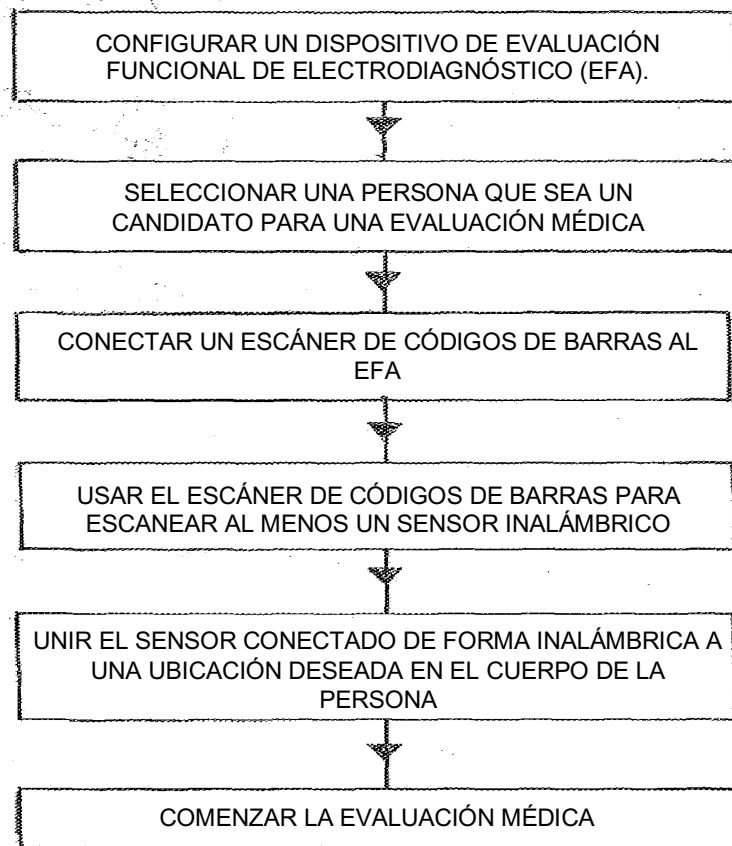 CONFIGURAR UN DISPOSITIVO DE EVALUACIÓN
FUNCIONAL DE ELECTRODIAGNÓSTICO (EFA).
SELECCIONAR UNA PERSONA QUE SEA UN
CANDIDATO PARA UNA EVALUACIÓN MÉDICA
CONECTAR UN ESCÁNER DE CÓDIGOS DE BARRAS AL
EFA
USAR EL ESCÁNER DE CÓDIGOS DE BARRAS PARA
ESCANEAR AL MENOS UN SENSOR INALÁMBRICO
UNIR EL SENSOR CONECTADO DE FORMA INALÁMBRICA A
UNA UBICACIÓN DESEADA EN EL CUERPO DE LA
PERSONA
COMENZAR LA EVALUACIÓN MÉDICA